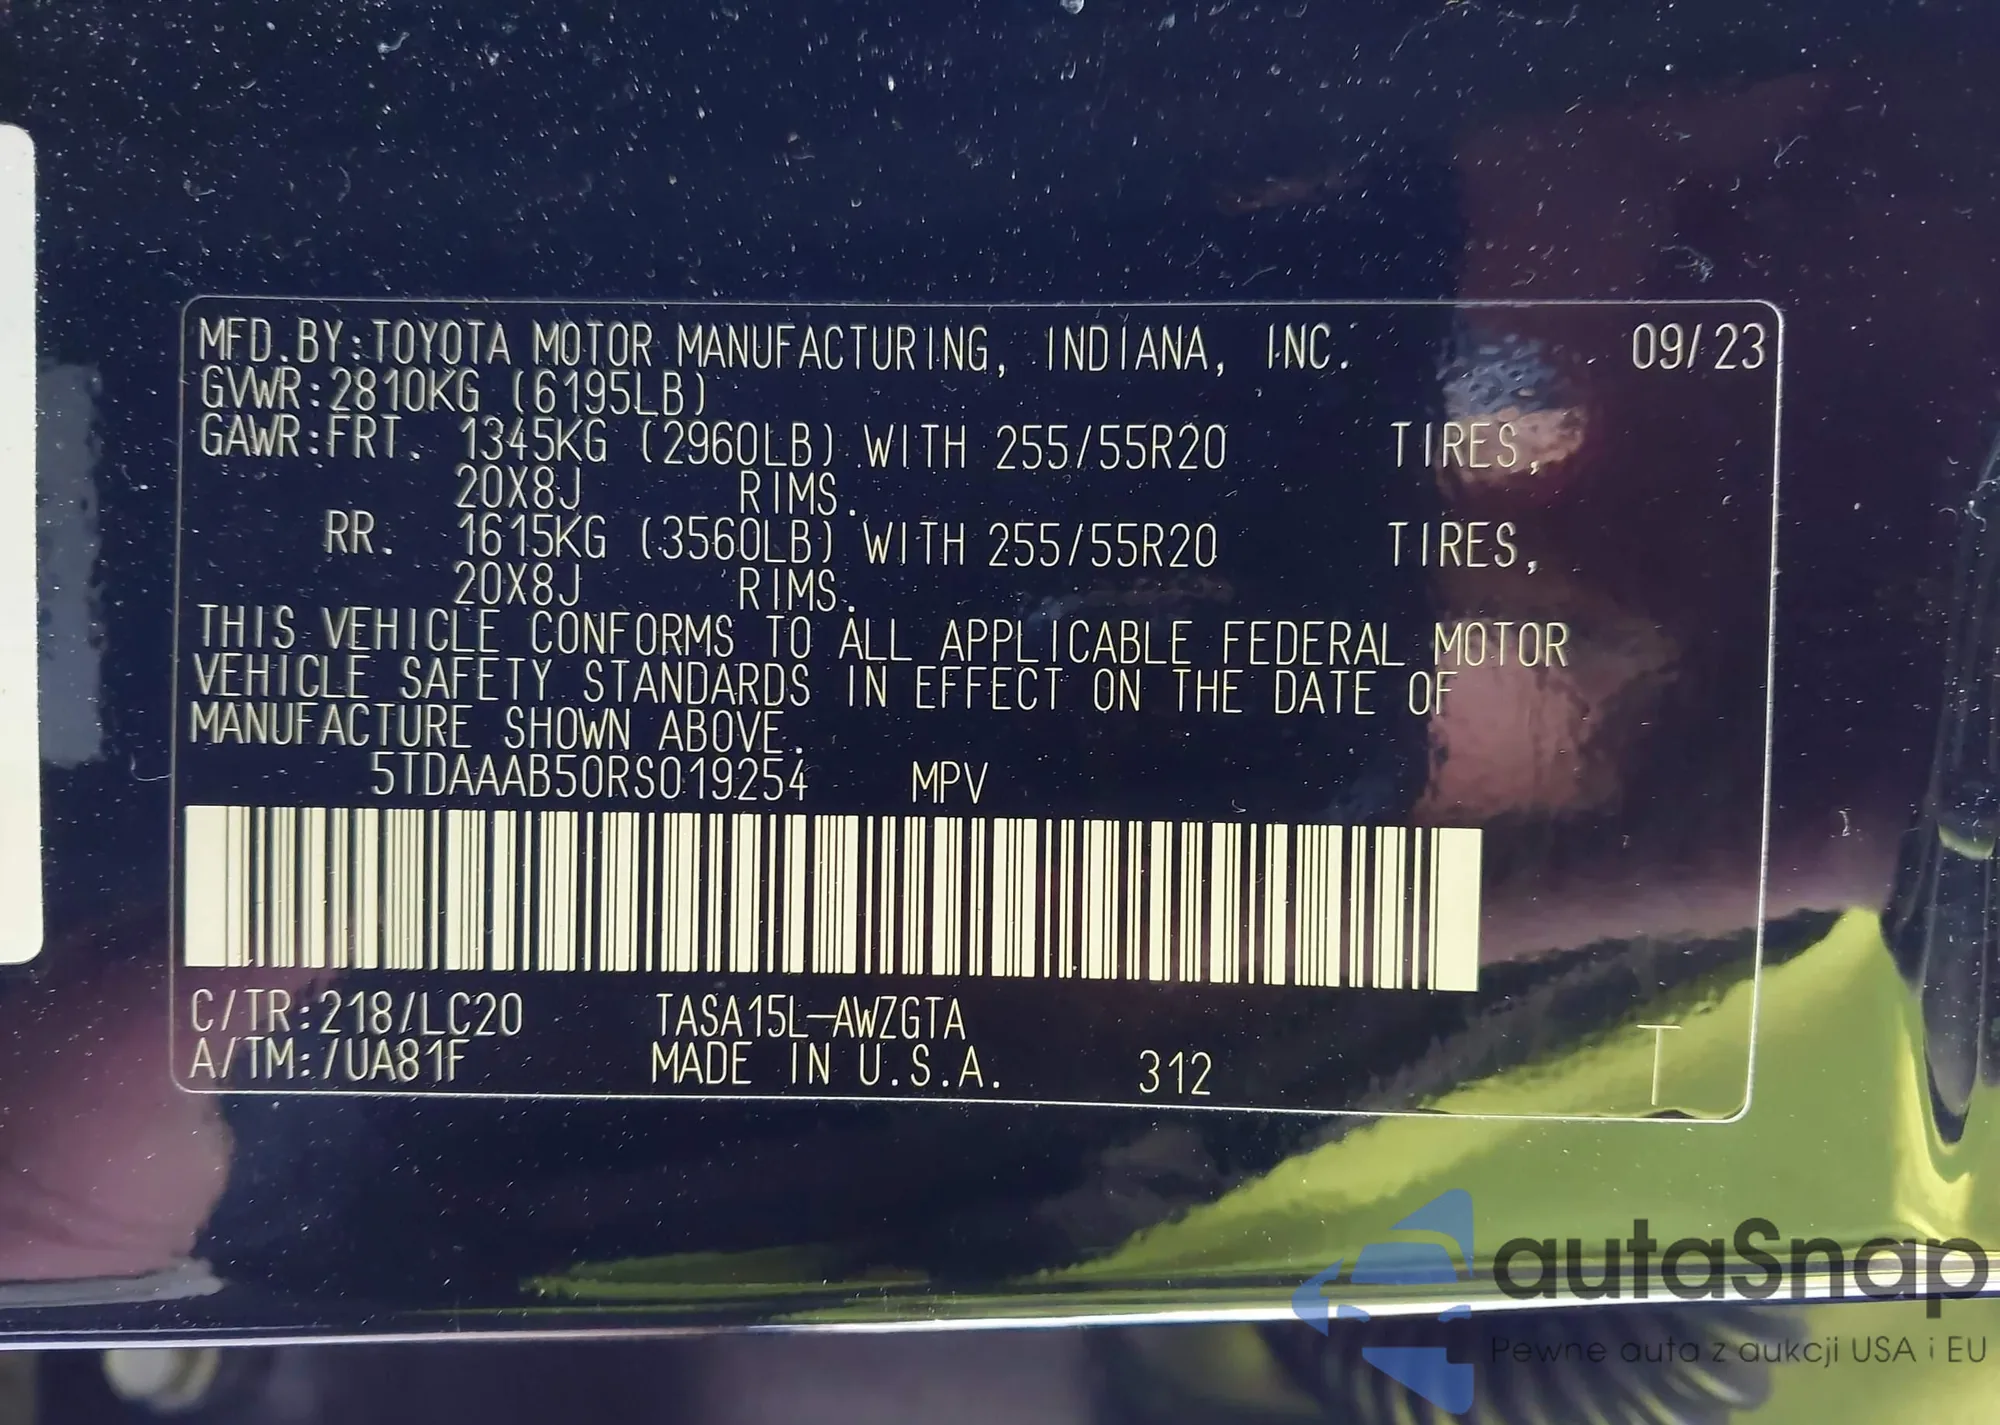 MFD.BY:TOYOTA MOTOR MANUFACTURING, INDIANA, INC. 09/23
GVWR:2810KG (6195LB)
GAWR:FRT. 1345KG (2960LB) WITH 255/55R20 TIRES,
20X8J RIMS.
RR. 1615KG (3560LB) WITH 255/55R20 TIRES,
20X8J RIMS.
THIS VEHICLE CONFORMS TO ALL APPLICABLE FEDERAL MOTOR
VEHICLE SAFETY STANDARDS IN EFFECT ON THE DATE OF
MANUFACTURE SHOWN ABOVE.
5TDAAAB50RS019254 MPV
C/TR:218/LC20 TASA15L-AWZGTA
A/TM:/UA81F MADE IN U.S.A. 312 T
autaSnap
Pewne auta z aukcji USA i EU